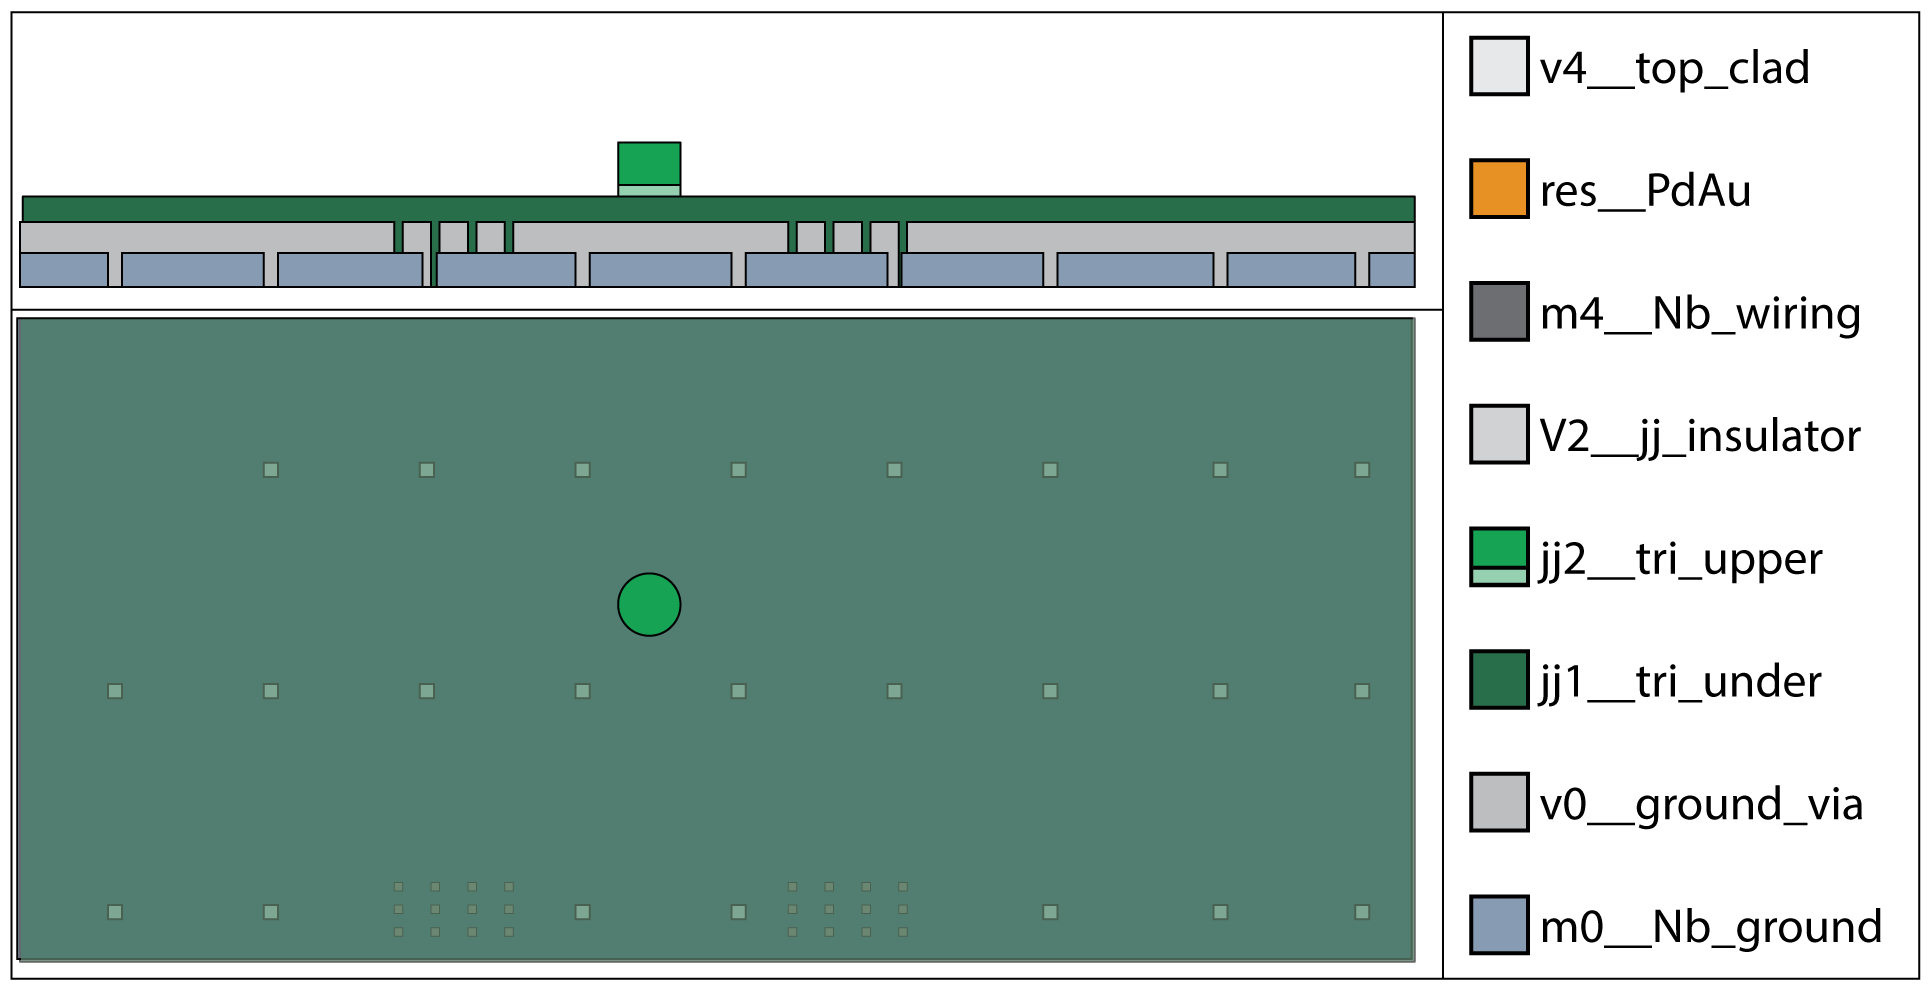 v4__top_clad
res__PdAu
m4__Nb_wiring
V2__jj_insulator
jj2__tri_upper
jj1__tri_under
v0__ground_via
m0__Nb_ground